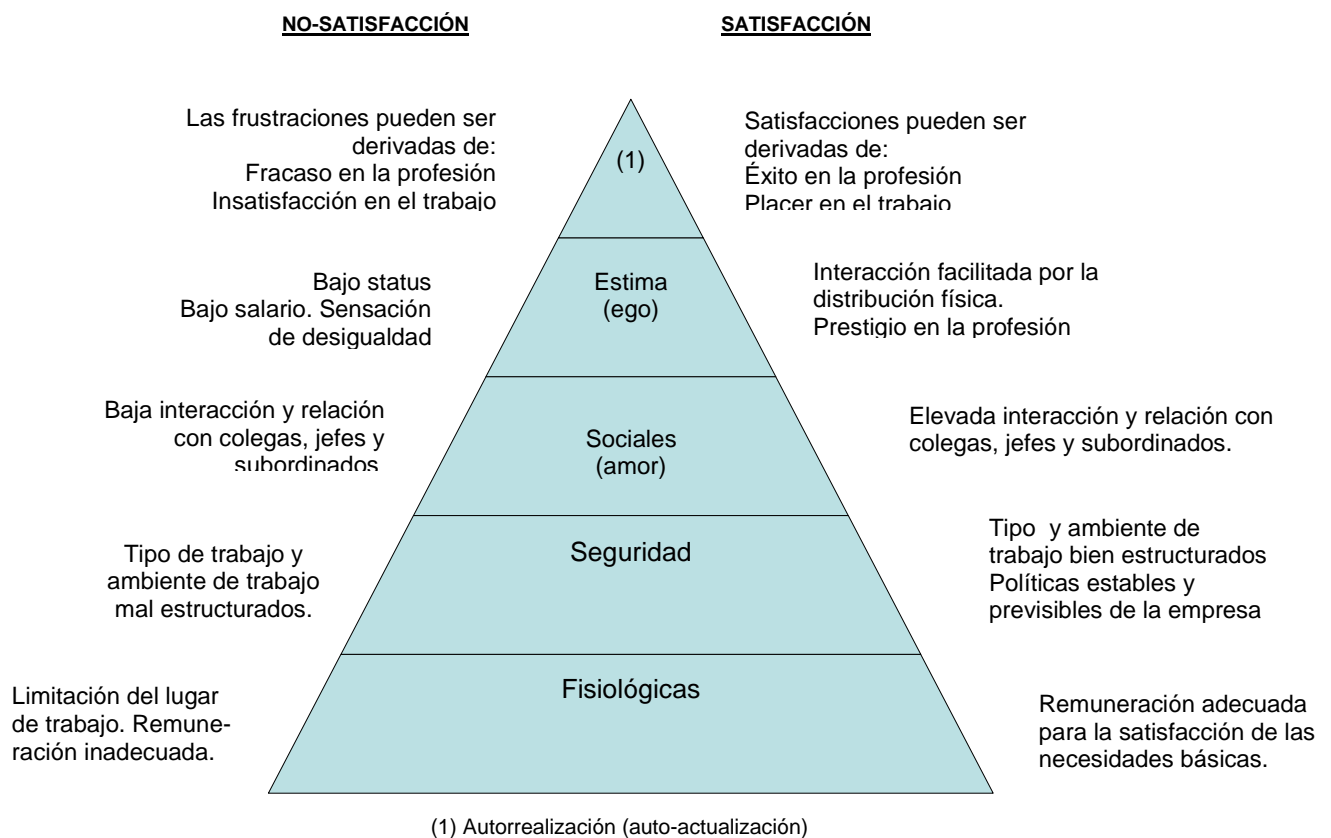 NO-SATISFACCIÓN
SATISFACCIÓN
Las frustraciones pueden ser
derivadas de:
Fracaso en la profesión
Insatisfacción en el trabajo
(1)
Satisfacciones pueden ser
derivadas de:
Éxito en la profesión
Placer en el trabajo
Bajo status
Bajo salario. Sensación
de desigualdad
Estima
(ego)
Interacción facilitada por la
distribución física.
Prestigio en la profesión
Baja interacción y relación
con colegas, jefes y
subordinados.
Sociales
(amor)
Elevada interacción y relación con
colegas, jefes y subordinados.
Tipo de trabajo y
ambiente de trabajo
mal estructurados.
Seguridad
Tipo y ambiente de
trabajo bien estructurados
Políticas estables y
previsibles de la empresa
Limitación del lugar
de trabajo. Remune-
ración inadecuada.
Fisiológicas
Remuneración adecuada
para la satisfacción de las
necesidades básicas.
(1) Autorrealización (auto-actualización)